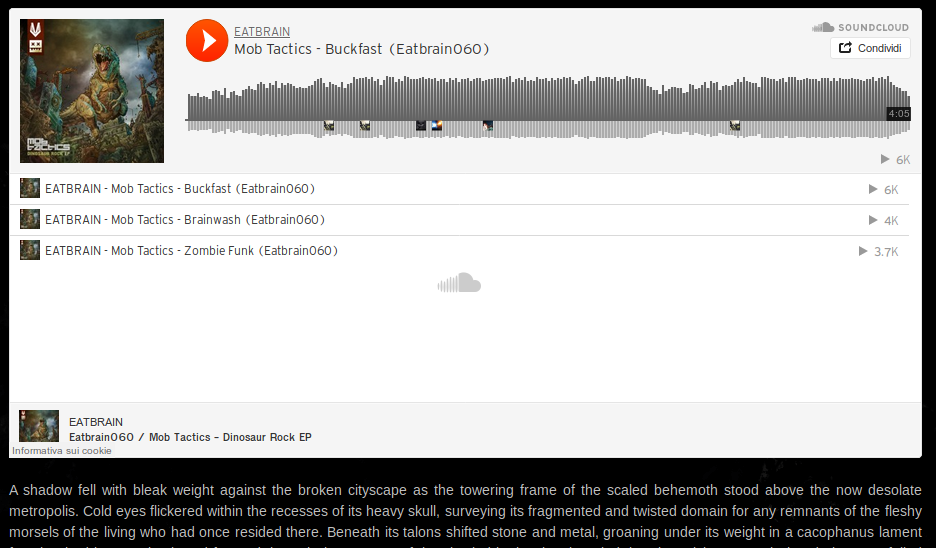 EATBRAIN
SOUNDCLOUD
Mob Tactics - Buckfast (Eatbrain060)
Condividi
4:05
6K
MOB TACTICS
DINOSAUR ROCK EP
EATBRAIN - Mob Tactics - Buckfast (Eatbrain060) 6K
EATBRAIN - Mob Tactics - Brainwash (Eatbrain060) 4K
EATBRAIN - Mob Tactics - Zombie Funk (Eatbrain060) 3.7K
EATBRAIN
Eatbrain060 / Mob Tactics - Dinosaur Rock EP
Informativa sui cookie
A shadow fell with bleak weight against the broken cityscape as the towering frame of the scaled behemoth stood above the now desolate
metropolis. Cold eyes flickered within the recesses of its heavy skull, surveying its fragmented and twisted domain for any remnants of the fleshy
morsels of the living who had once resided there. Beneath its talons shifted stone and metal, groaning under its weight in a cacophanus lament